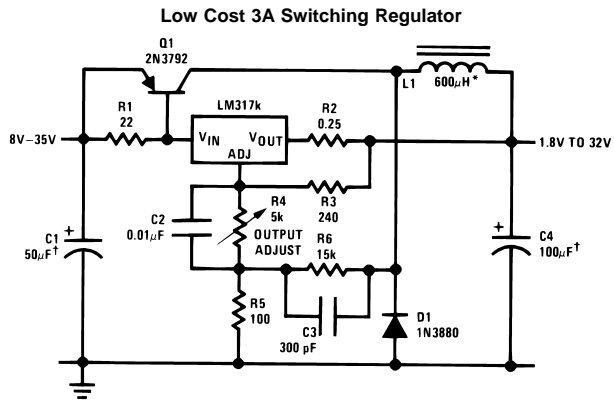 Low Cost 3A Switching Regulator
Q1
2N3792
L1
600μH*
R1
22
LM317k
VIN
VOUT
ADJ
R2
0.25
8V–35V
1.8V TO 32V
R4
5k
OUTPUT
ADJUST
R3
240
C2
0.01μF
+
C1
50μF†
R6
15k
+
C4
100μF†
R5
100
C3
300 pF
D1
1N3880